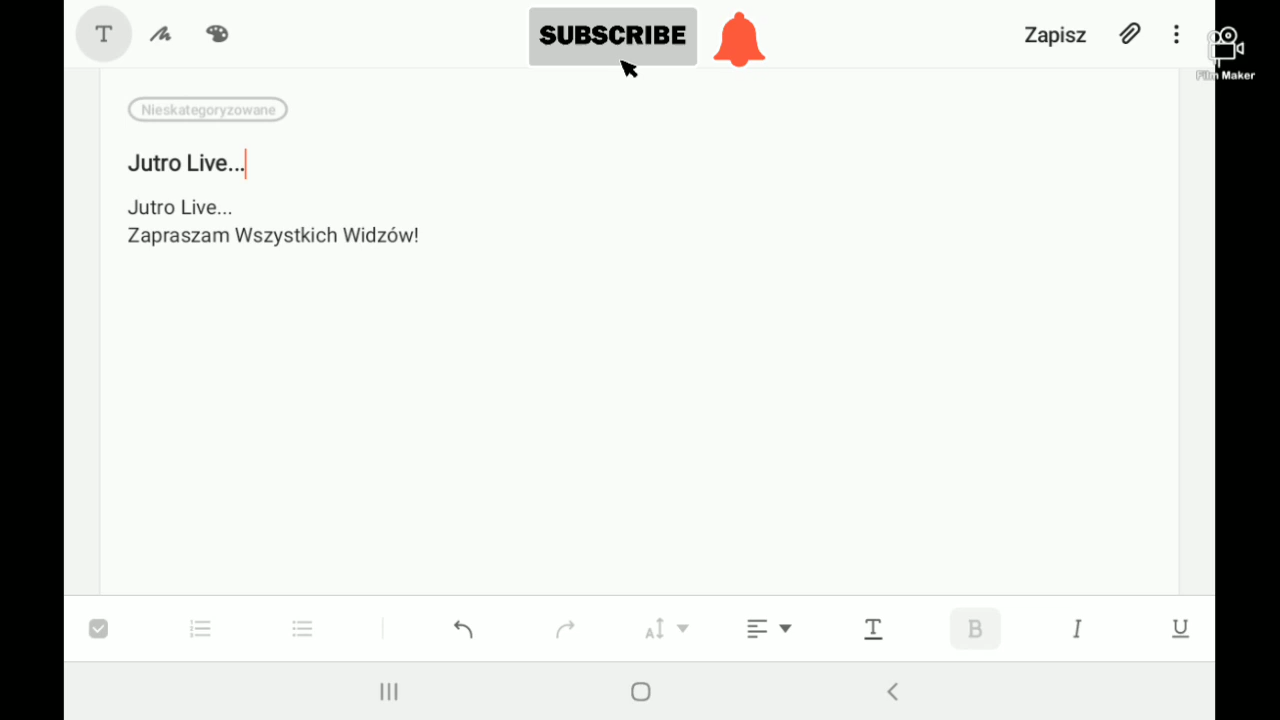 SUBSCRIBE
Zapisz
Film Maker
Nieskategoryzowane
Jutro Live...
Jutro Live...
Zapraszam Wszystkich Widzów!